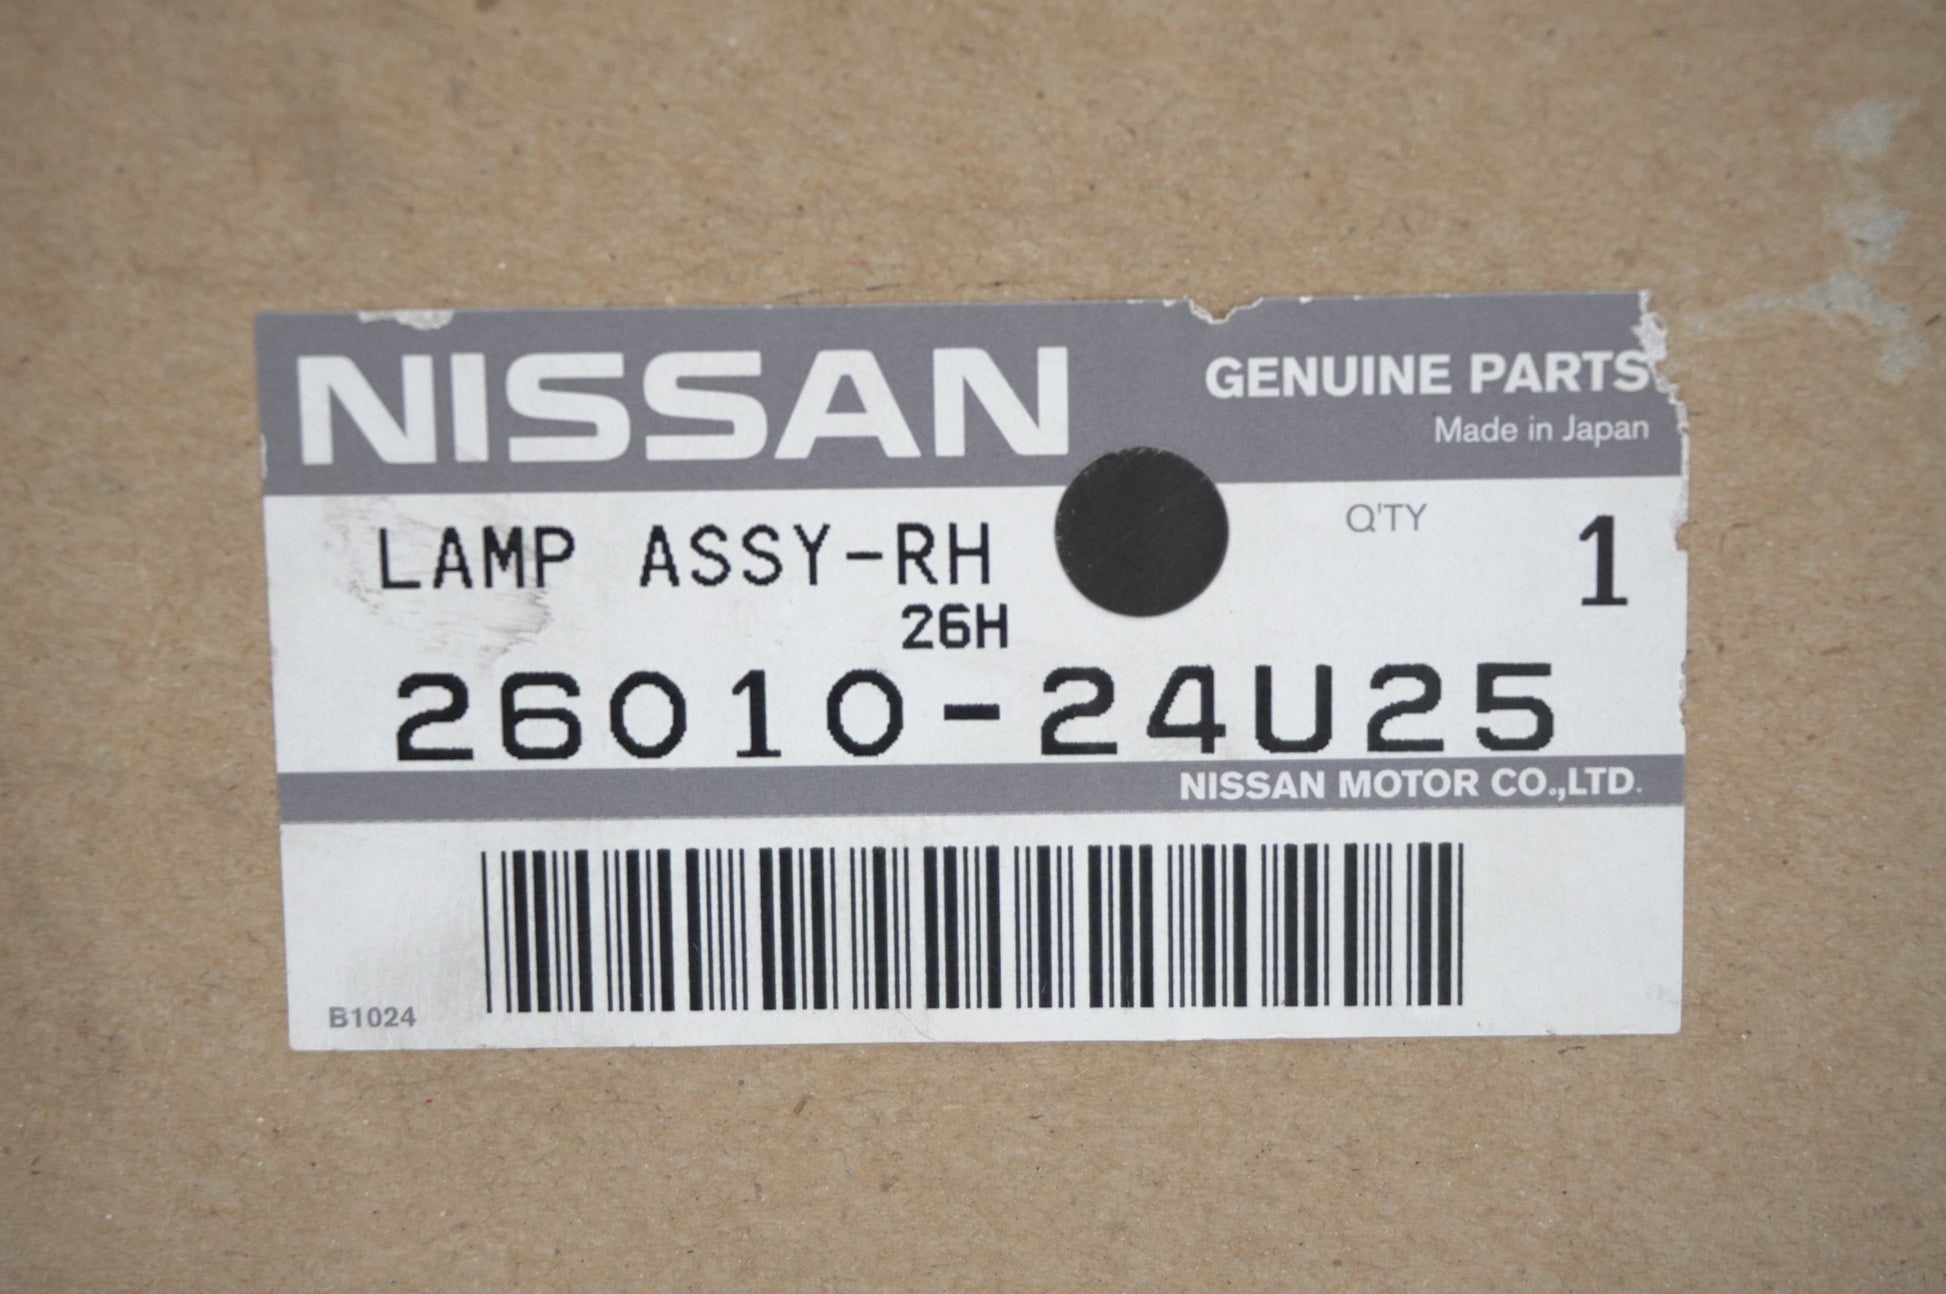 NISSAN GENUINE PARTS
Made in Japan
LAMP ASSY-RH Q'TY 1
26H
26010-24U25
NISSAN MOTOR CO.,LTD.
B1024